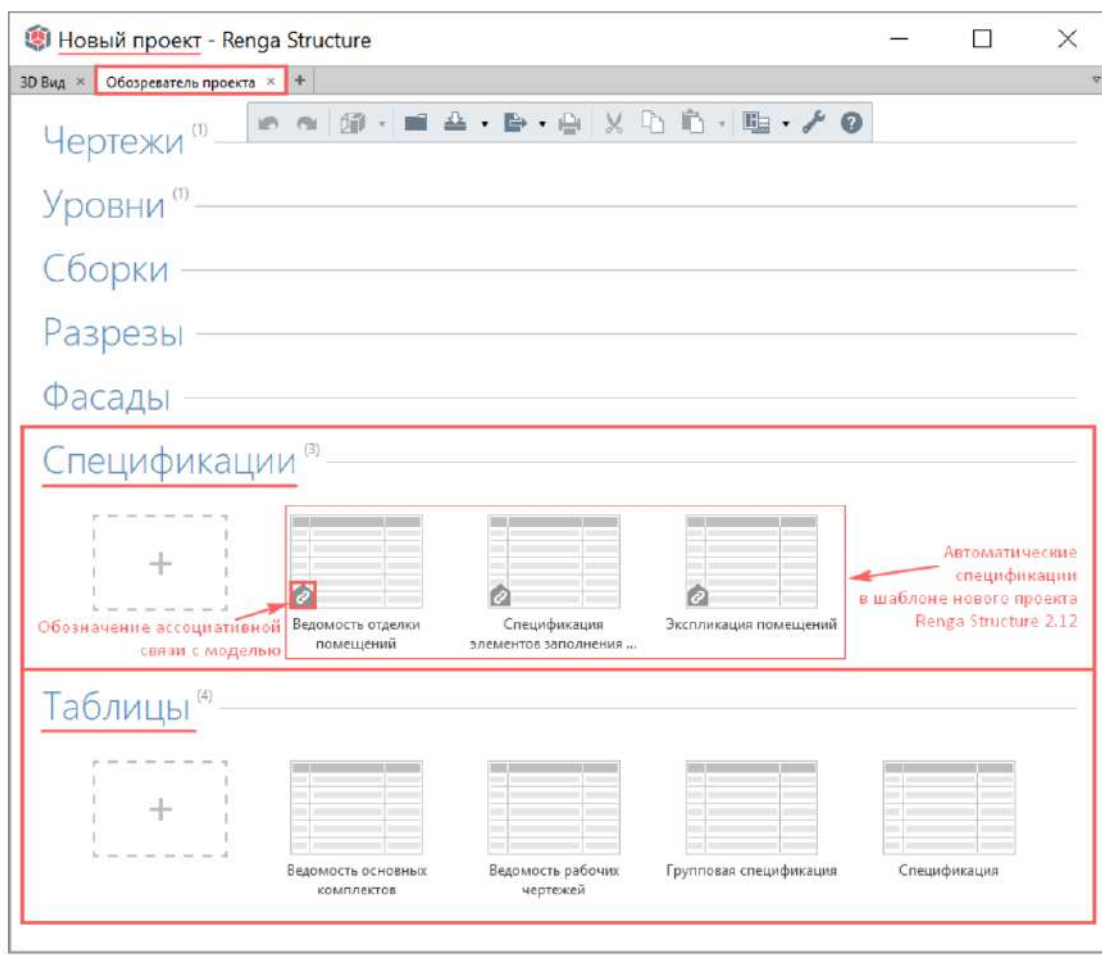 Новый проект - Renga Structure
3D Вид × Обозреватель проекта × +
Чертежи (1)
Уровни (1)
Сборки
Разрезы
Фасады
Спецификации (3)
Автоматические
спецификации
в шаблоне нового проекта
Renga Structure 2.12
Обозначение ассоциативной
связи с моделью
Ведомость отделки
помещений
Спецификация
элементов заполнения ...
Экспликация помещений
Таблицы (4)
Ведомость основных
комплектов
Ведомость рабочих
чертежей
Групповая спецификация
Спецификация